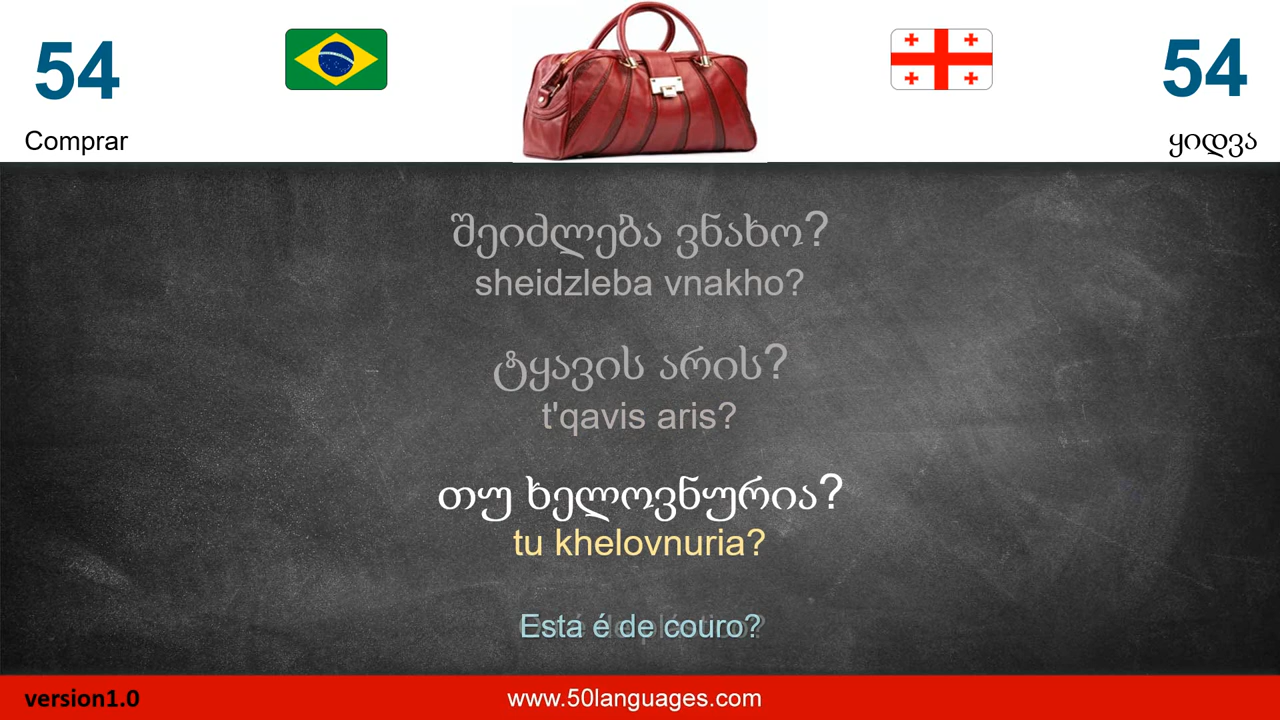 54
54
Comprar
ყიდვა
შეიძლება ვნახო?
sheidzleba vnakho?
ტყავის არის?
t'qavis aris?
თუ ხელოვნურია?
tu khelovnuria?
Esta é de couro?
version1.0
www.50languages.com